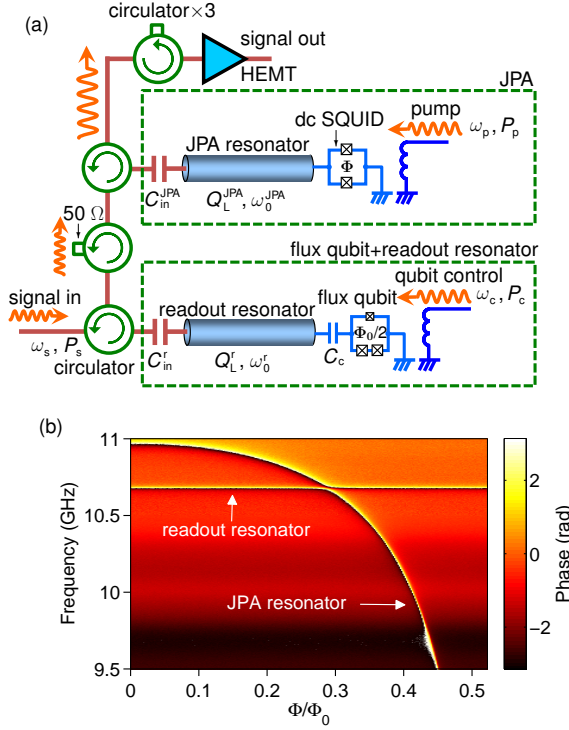 (a)
circulator×3
signal out
HEMT
JPA
dc SQUID
pump
ωp, Pp
JPA resonator
Φ
C_in^JPA
Q_L^JPA, ω_0^JPA
50 Ω
flux qubit+readout resonator
qubit control
signal in
readout resonator
flux qubit
ωc, Pc
Φ0/2
ωs, Ps
circulator
C_in^r
Q_L^r, ω_0^r
Cc
(b)
11
10.5
10
9.5
Frequency (GHz)
readout resonator
JPA resonator
0
0.1
0.2
0.3
0.4
0.5
Φ/Φ0
2
0
-2
Phase (rad)